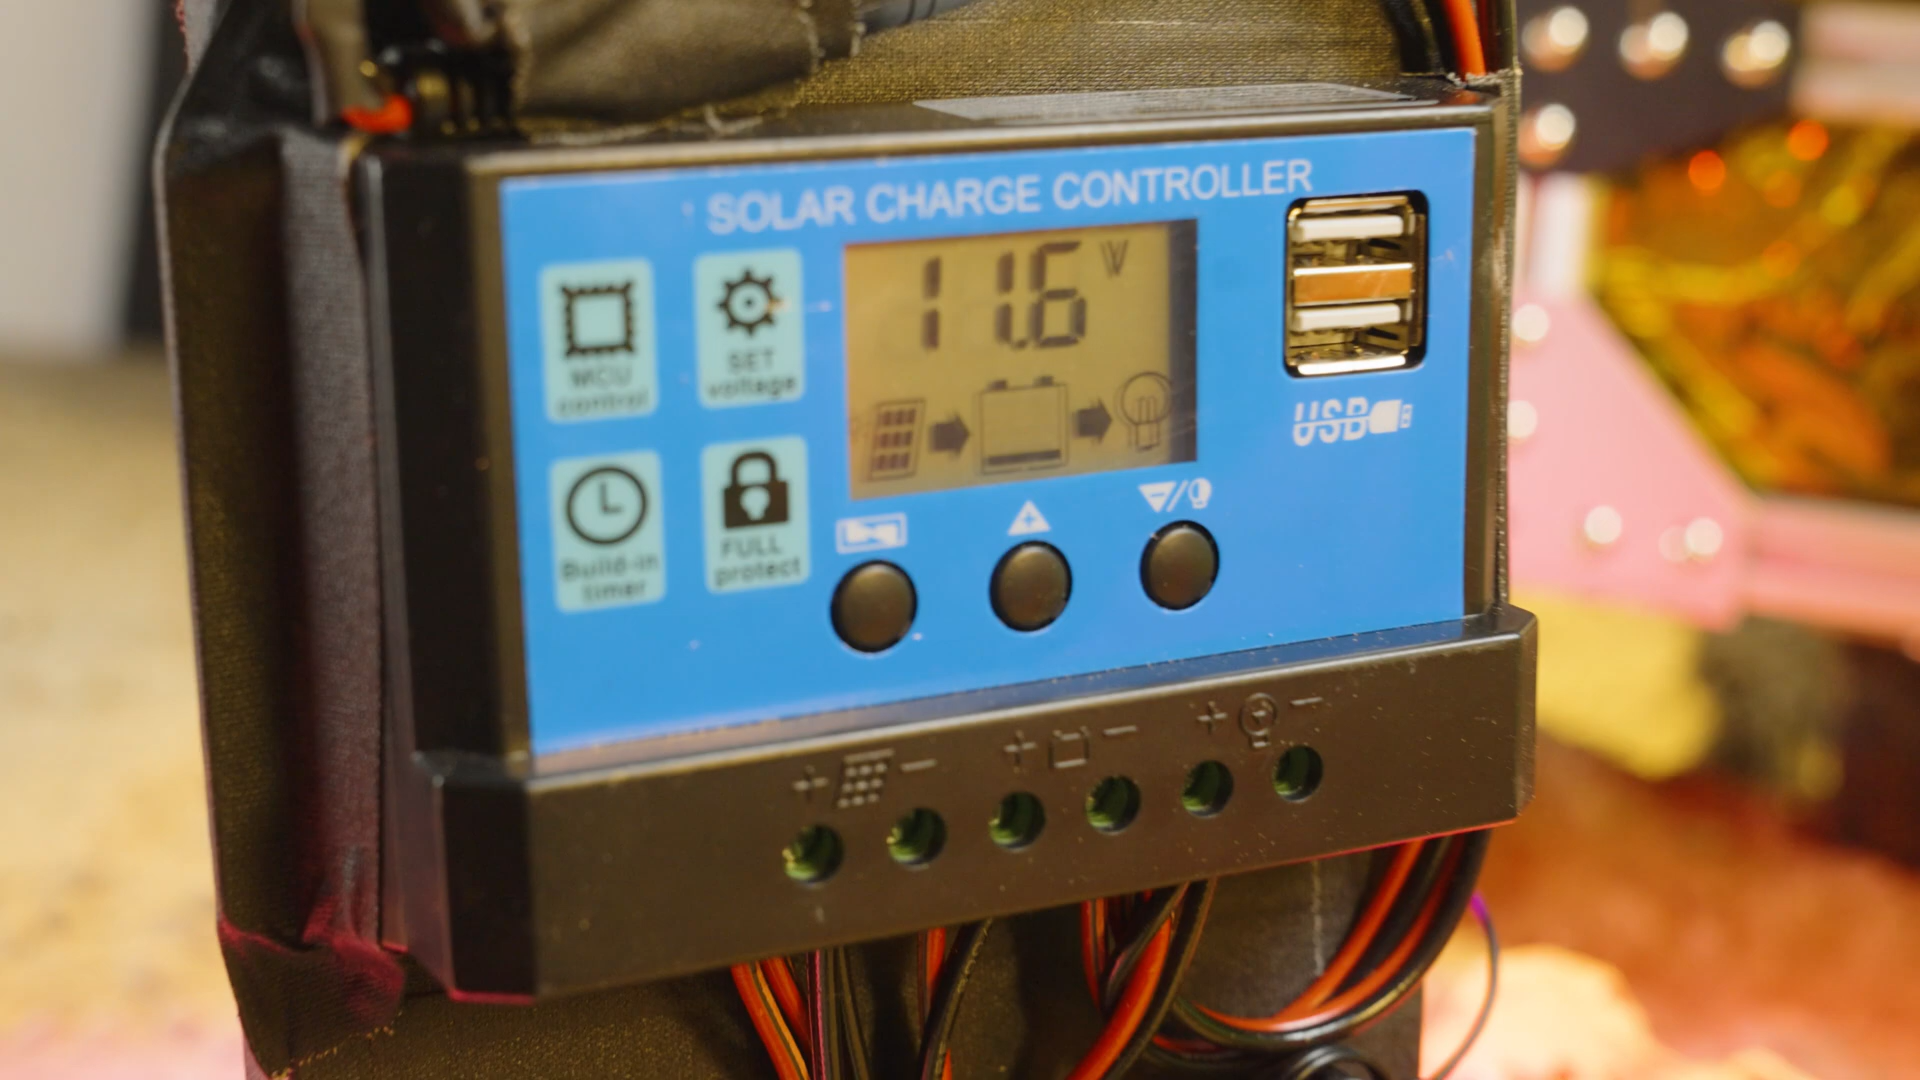 SOLAR CHARGE CONTROLLER
11.6 V
MCU
control
SET
voltage
Build-in
timer
FULL
protect
USB
+ -
+ -
+ -